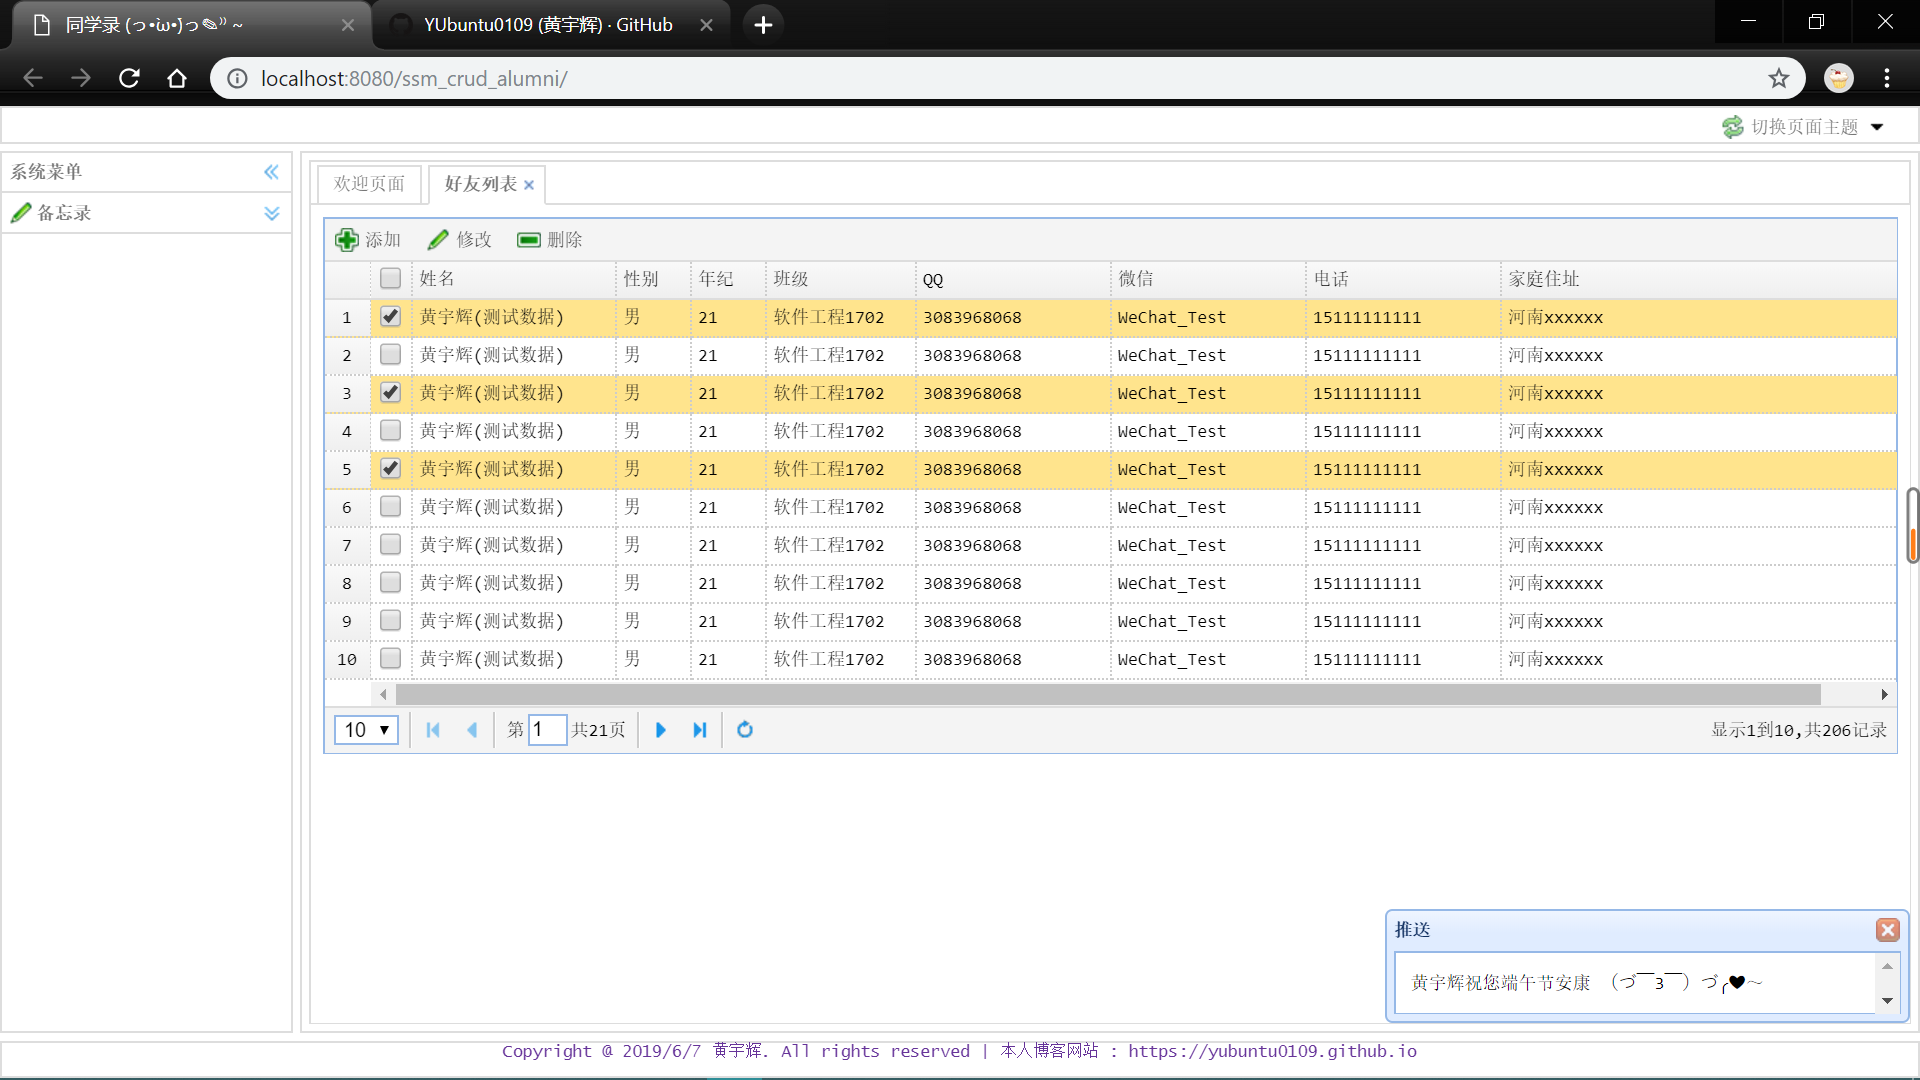 同学录 (っ•̀ω•́)っ✎⁾⁾ ~
YUbuntu0109 (黄宇辉) · GitHub
localhost:8080/ssm_crud_alumni/
切换页面主题
系统菜单
备忘录
欢迎页面 好友列表
添加 修改 删除
姓名 性别 年纪 班级 QQ 微信 电话 家庭住址
1 黄宇辉(测试数据) 男 21 软件工程1702 3083968068 WeChat_Test 15111111111 河南xxxxxx
2 黄宇辉(测试数据) 男 21 软件工程1702 3083968068 WeChat_Test 15111111111 河南xxxxxx
3 黄宇辉(测试数据) 男 21 软件工程1702 3083968068 WeChat_Test 15111111111 河南xxxxxx
4 黄宇辉(测试数据) 男 21 软件工程1702 3083968068 WeChat_Test 15111111111 河南xxxxxx
5 黄宇辉(测试数据) 男 21 软件工程1702 3083968068 WeChat_Test 15111111111 河南xxxxxx
6 黄宇辉(测试数据) 男 21 软件工程1702 3083968068 WeChat_Test 15111111111 河南xxxxxx
7 黄宇辉(测试数据) 男 21 软件工程1702 3083968068 WeChat_Test 15111111111 河南xxxxxx
8 黄宇辉(测试数据) 男 21 软件工程1702 3083968068 WeChat_Test 15111111111 河南xxxxxx
9 黄宇辉(测试数据) 男 21 软件工程1702 3083968068 WeChat_Test 15111111111 河南xxxxxx
10 黄宇辉(测试数据) 男 21 软件工程1702 3083968068 WeChat_Test 15111111111 河南xxxxxx
10 第 1 共21页 显示1到10,共206记录
推送
黄宇辉祝您端午节安康 （づ￣3￣）づ╭❤～
Copyright @ 2019/6/7 黄宇辉. All rights reserved | 本人博客网站 : https://yubuntu0109.github.io